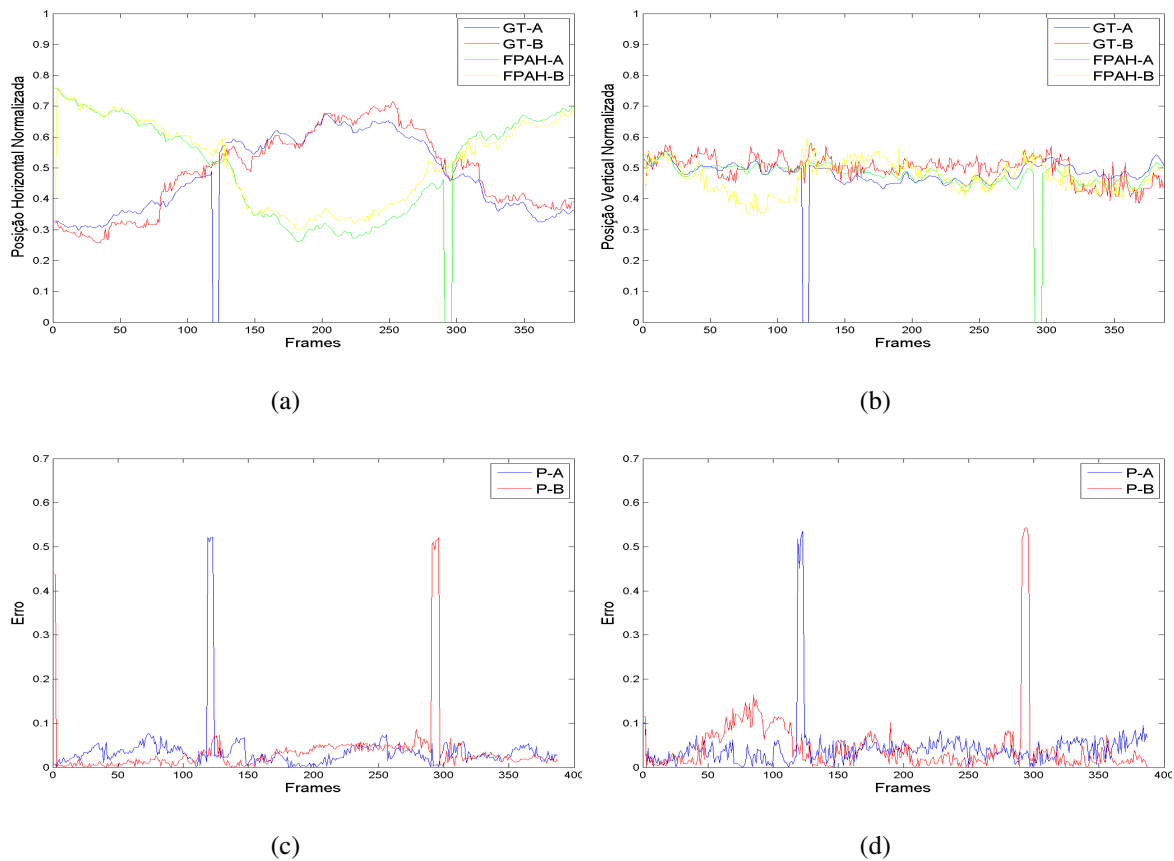 GT-A
GT-B
FPAH-A
FPAH-B
Posição Horizontal Normalizada
1
0.9
0.8
0.7
0.6
0.5
0.4
0.3
0.2
0.1
0
0 50 100 150 200 250 300 350
Frames
(a)
GT-A
GT-B
FPAH-A
FPAH-B
Posição Vertical Normalizada
1
0.9
0.8
0.7
0.6
0.5
0.4
0.3
0.2
0.1
0
0 50 100 150 200 250 300 350
Frames
(b)
P-A
P-B
Erro
0.7
0.6
0.5
0.4
0.3
0.2
0.1
0
0 50 100 150 200 250 300 350 400
Frames
(c)
P-A
P-B
Erro
0.7
0.6
0.5
0.4
0.3
0.2
0.1
0
0 50 100 150 200 250 300 350 400
Frames
(d)